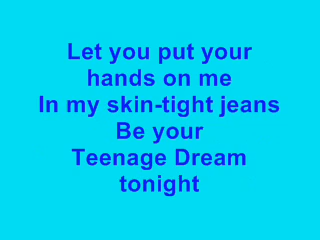 Let you put your
hands on me
In my skin-tight jeans
Be your
Teenage Dream
tonight